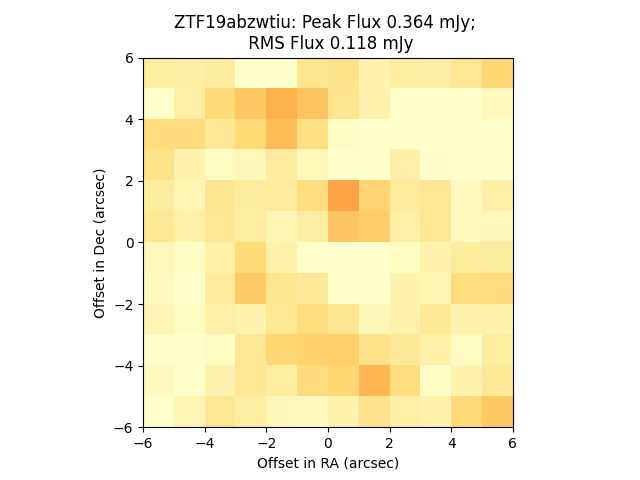 ZTF19abzwtiu: Peak Flux 0.364 mJy;
RMS Flux 0.118 mJy
6
4
2
0
−2
−4
−6
Offset in Dec (arcsec)
−6 −4 −2 0 2 4 6
Offset in RA (arcsec)